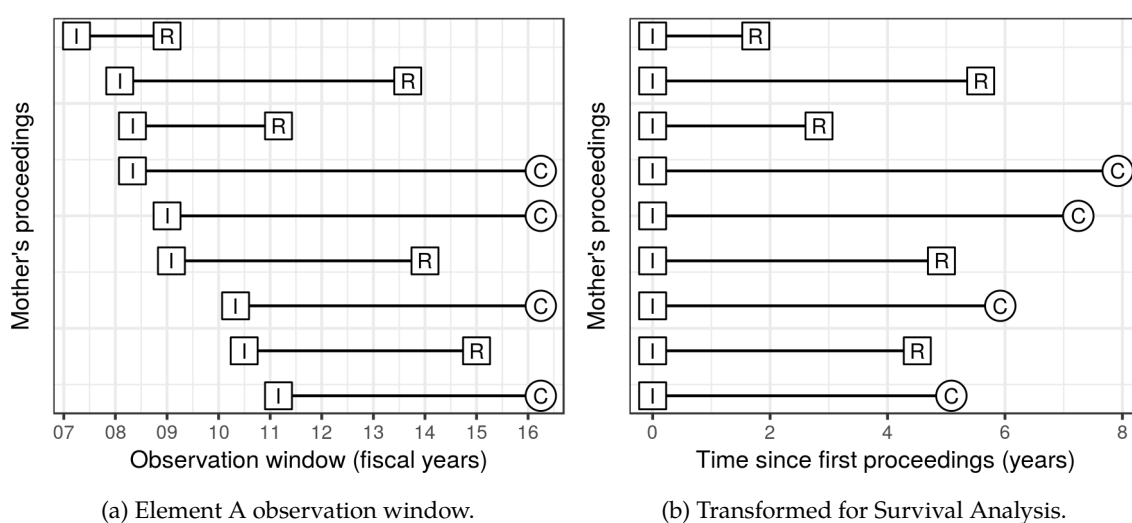 I R I R
I R I R
I R I R
I C I C
I C I C
I R I R
I C I C
I R I R
I C I C
Mother's proceedings
Mother's proceedings
07 08 09 10 11 12 13 14 15 16
0 2 4 6 8
Observation window (fiscal years)
Time since first proceedings (years)
(a) Element A observation window.
(b) Transformed for Survival Analysis.